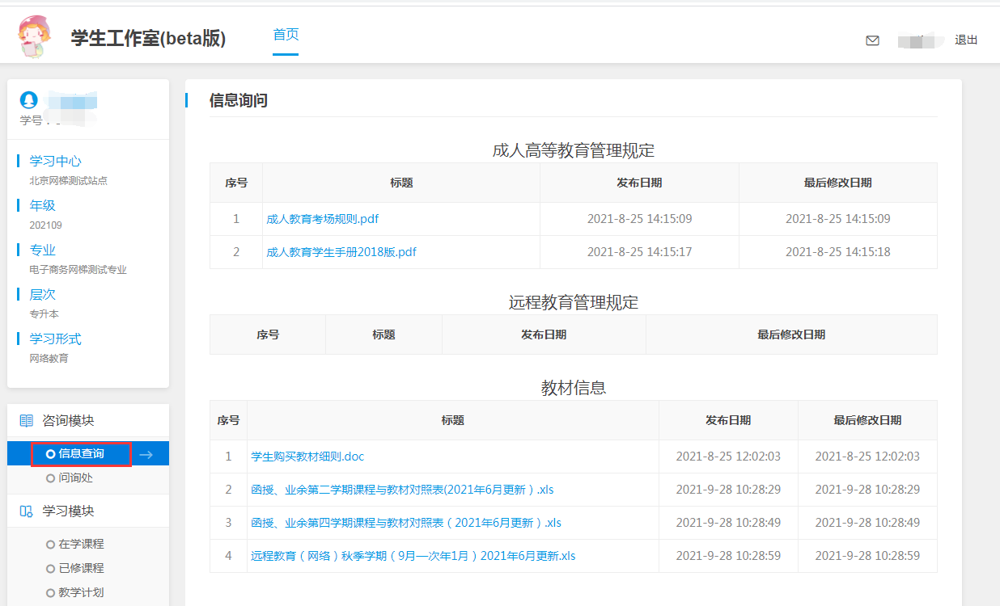 学生工作室(beta版)
首页
退出
学号：
学习中心
北京网梯测试站点
年级
202109
专业
电子商务网梯测试专业
层次
专升本
学习形式
网络教育
咨询模块
信息查询
问询处
学习模块
在学课程
已修课程
教学计划
信息询问
成人高等教育管理规定
序号 标题 发布日期 最后修改日期
1 成人教育考场规则.pdf 2021-8-25 14:15:09 2021-8-25 14:15:09
2 成人教育学生手册2018版.pdf 2021-8-25 14:15:17 2021-8-25 14:15:18
远程教育管理规定
序号 标题 发布日期 最后修改日期
教材信息
序号 标题 发布日期 最后修改日期
1 学生购买教材细则.doc 2021-8-25 12:02:03 2021-8-25 12:02:03
2 函授、业余第二学期课程与教材对照表(2021年6月更新）.xls 2021-9-28 10:28:29 2021-9-28 10:28:29
3 函授、业余第四学期课程与教材对照表（2021年6月更新）.xls 2021-9-28 10:28:49 2021-9-28 10:28:49
4 远程教育（网络）秋季学期（9月—次年1月）2021年6月更新.xls 2021-9-28 10:28:59 2021-9-28 10:28:59